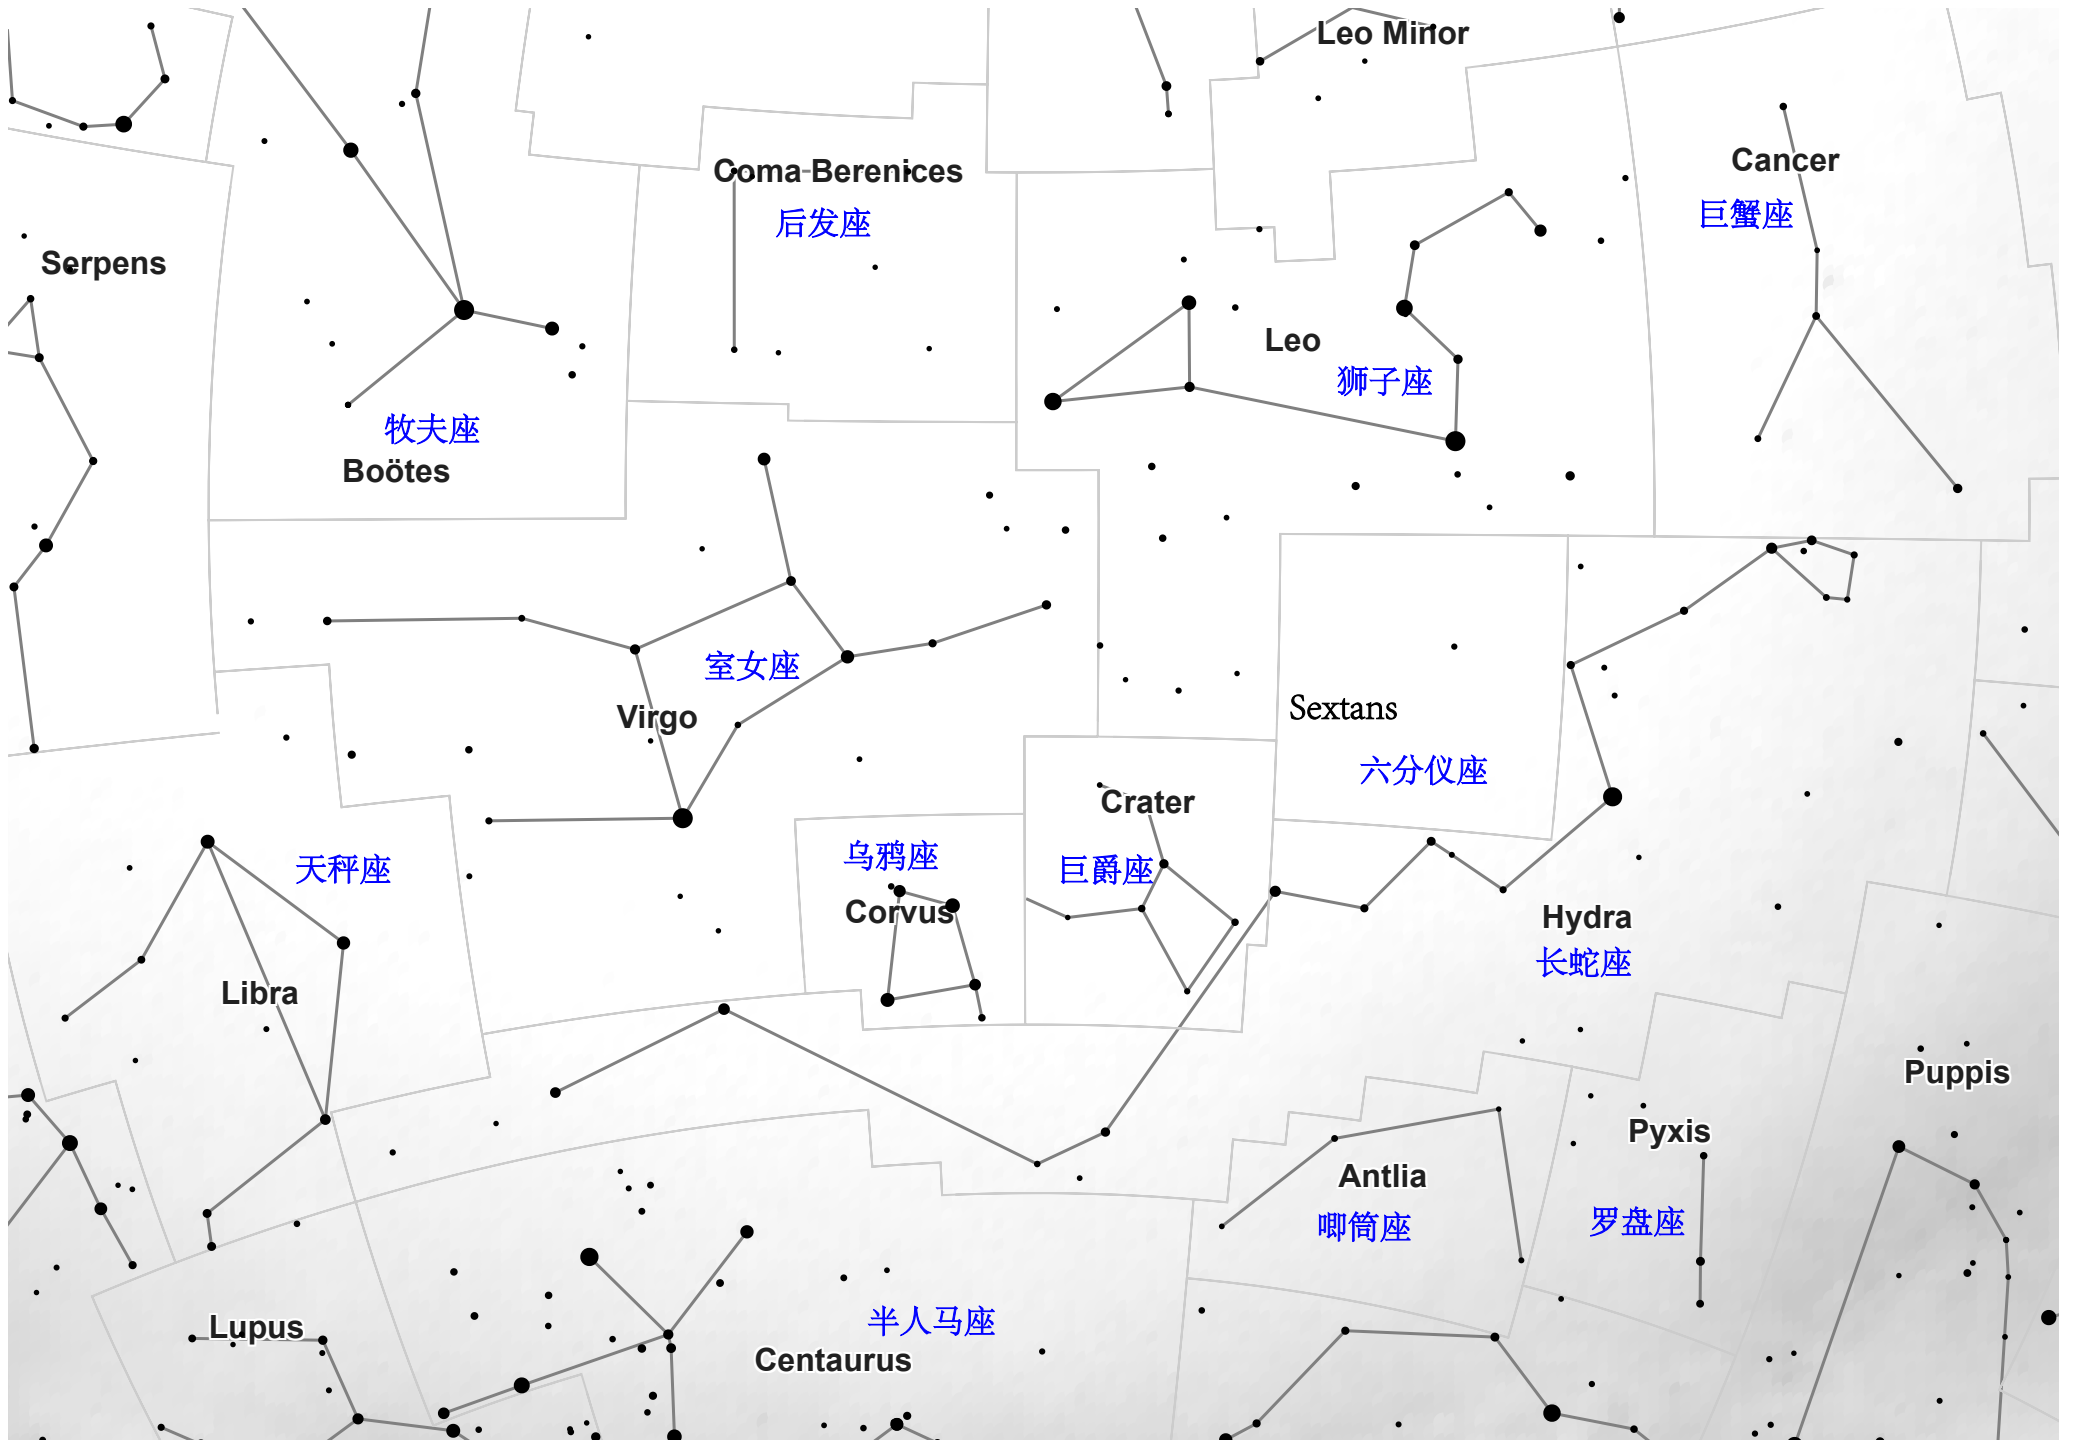 Leo Minor
Coma Berenices
后发座
Cancer
巨蟹座
Serpens
Leo
狮子座
牧夫座
Boötes
室女座
Virgo
Sextans
六分仪座
Crater
巨爵座
乌鸦座
Corvus
天秤座
Libra
Hydra
长蛇座
Puppis
Pyxis
罗盘座
Antlia
唧筒座
Lupus
半人马座
Centaurus